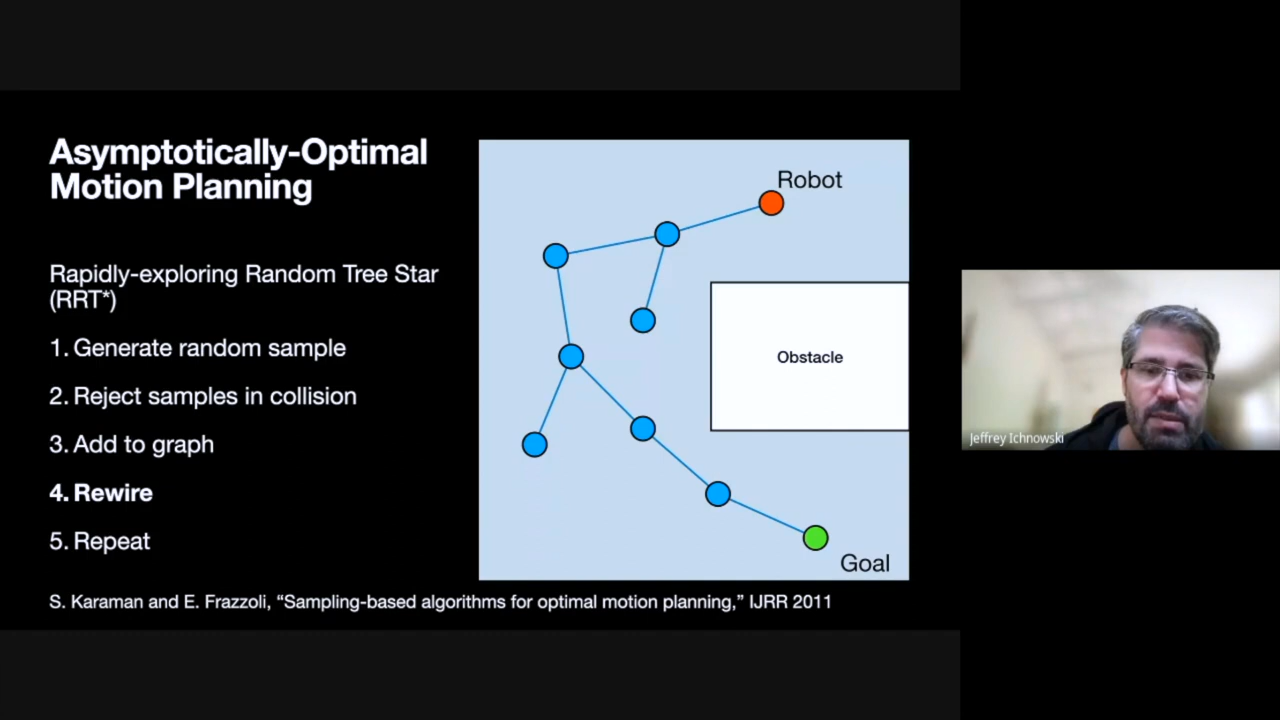 Asymptotically-Optimal
Motion Planning
Rapidly-exploring Random Tree Star
(RRT*)
1. Generate random sample
2. Reject samples in collision
3. Add to graph
4. Rewire
5. Repeat
S. Karaman and E. Frazzoli, “Sampling-based algorithms for optimal motion planning,” IJRR 2011
Robot
Obstacle
Goal
Jeffrey Ichnowski